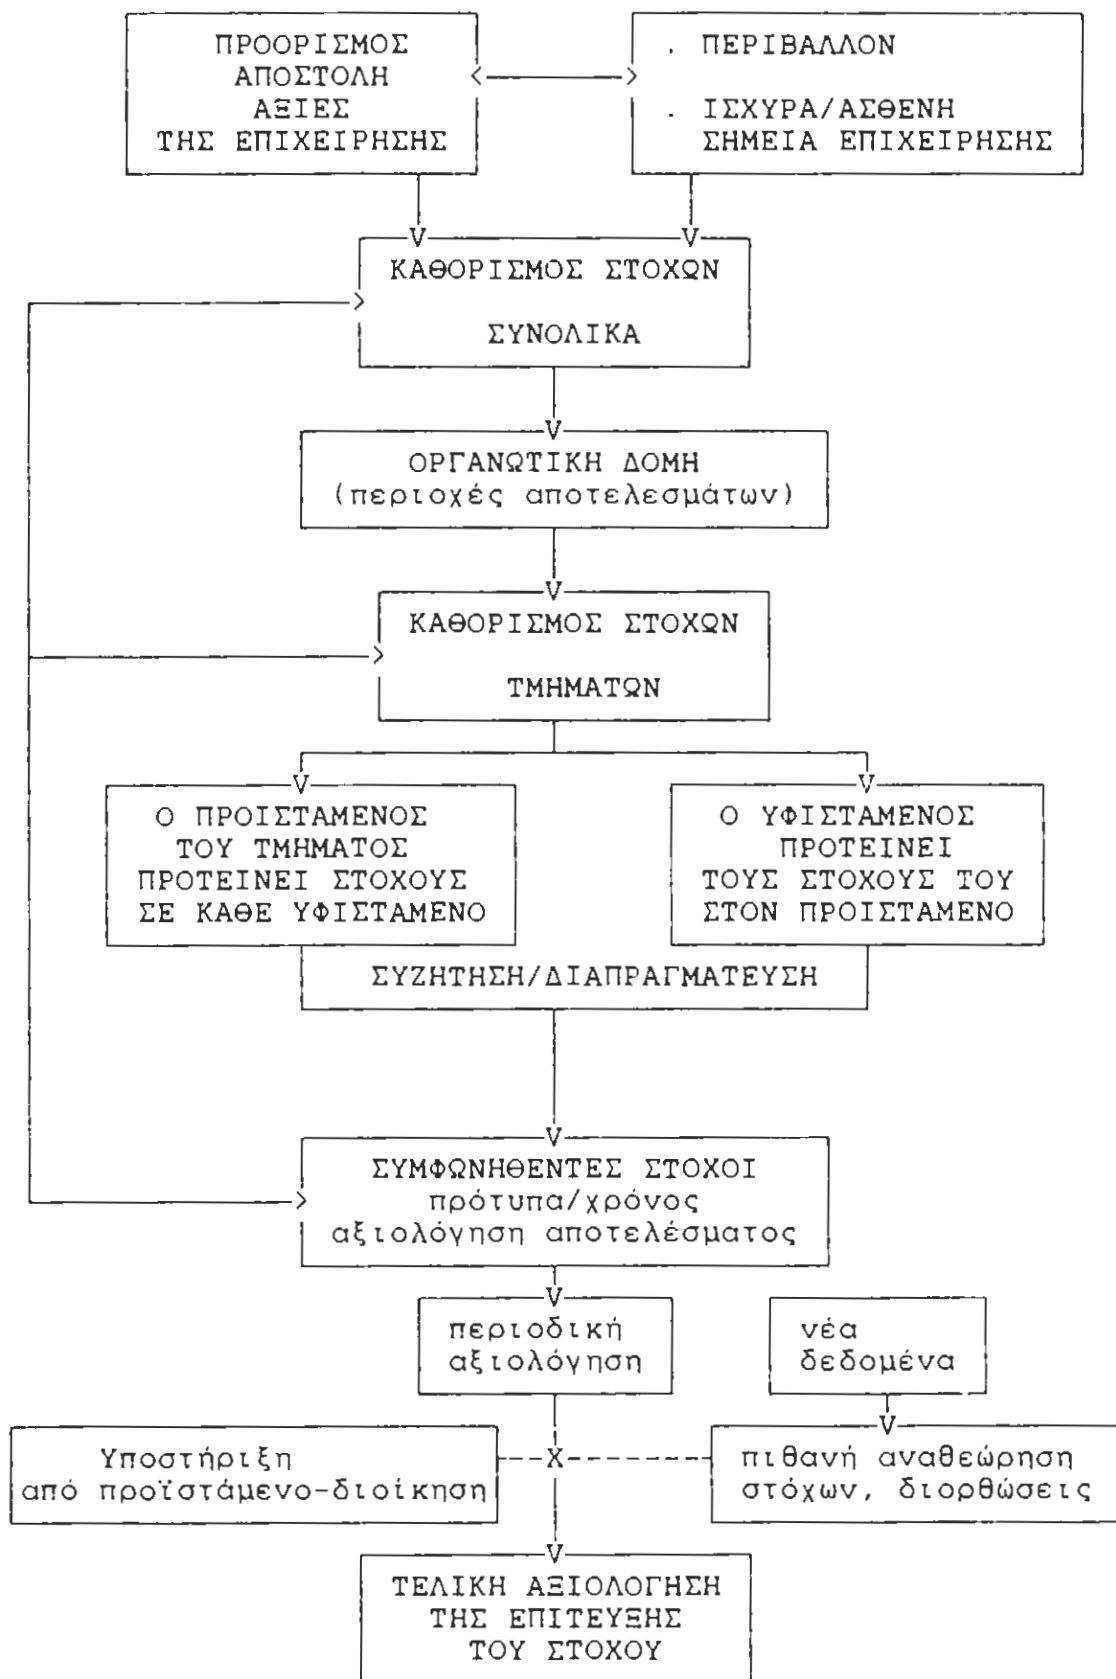 ΠΡΟΟΡΙΣΜΟΣ
ΑΠΟΣΤΟΛΗ
ΑΞΙΕΣ
ΤΗΣ ΕΠΙΧΕΙΡΗΣΗΣ
. ΠΕΡΙΒΑΛΛΟΝ
. ΙΣΧΥΡΑ/ΑΣΘΕΝΗ
ΣΗΜΕΙΑ ΕΠΙΧΕΙΡΗΣΗΣ
ΚΑΘΟΡΙΣΜΟΣ ΣΤΟΧΩΝ
ΣΥΝΟΛΙΚΑ
ΟΡΓΑΝΩΤΙΚΗ ΔΟΜΗ
(περιοχές αποτελεσμάτων)
ΚΑΘΟΡΙΣΜΟΣ ΣΤΟΧΩΝ
ΤΜΗΜΑΤΩΝ
Ο ΠΡΟΙΣΤΑΜΕΝΟΣ
ΤΟΥ ΤΜΗΜΑΤΟΣ
ΠΡΟΤΕΙΝΕΙ ΣΤΟΧΟΥΣ
ΣΕ ΚΑΘΕ ΥΦΙΣΤΑΜΕΝΟ
Ο ΥΦΙΣΤΑΜΕΝΟΣ
ΠΡΟΤΕΙΝΕΙ
ΤΟΥΣ ΣΤΟΧΟΥΣ ΤΟΥ
ΣΤΟΝ ΠΡΟΙΣΤΑΜΕΝΟ
ΣΥΖΗΤΗΣΗ/ΔΙΑΠΡΑΓΜΑΤΕΥΣΗ
ΣΥΜΦΩΝΗΘΕΝΤΕΣ ΣΤΟΧΟΙ
πρότυπα/χρόνος
αξιολόγηση αποτελέσματος
περιοδική
αξιολόγηση
νέα
δεδομένα
Υποστήριξη
από προϊστάμενο-διοίκηση
X
πιθανή αναθεώρηση
στόχων, διορθώσεις
ΤΕΛΙΚΗ ΑΞΙΟΛΟΓΗΣΗ
ΤΗΣ ΕΠΙΤΕΥΞΗΣ
ΤΟΥ ΣΤΟΧΟΥ